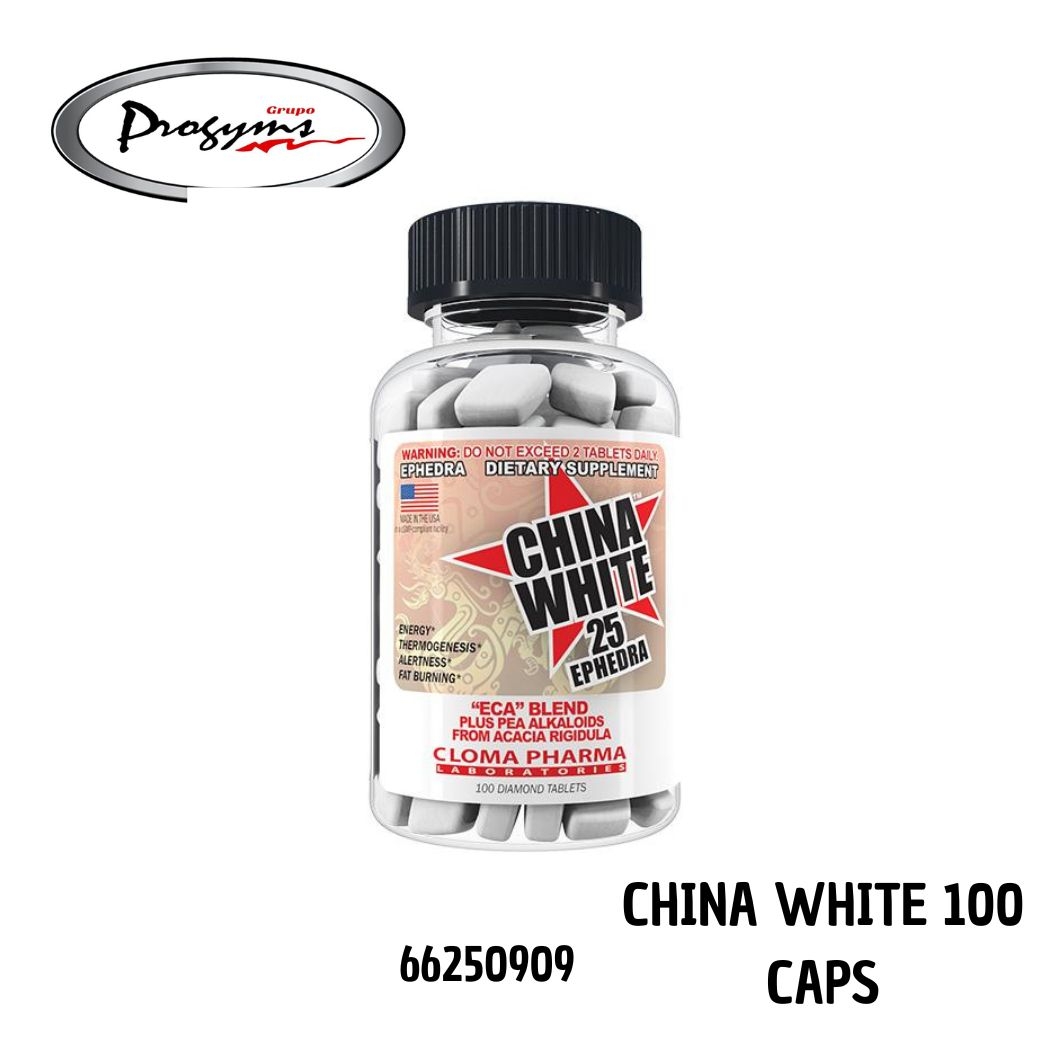 Grupo
Progyms
WARNING: DO NOT EXCEED 2 TABLETS DAILY.
EPHEDRA DIETARY SUPPLEMENT
MADE IN THE USA
CHINA
WHITE™
25
EPHEDRA
ENERGY*
THERMOGENESIS*
ALERTNESS*
FAT BURNING*
"ECA" BLEND
PLUS PEA ALKALOIDS
FROM ACACIA RIGIDULA
CLOMA PHARMA
LABORATORIES
100 DIAMOND TABLETS
CHINA WHITE 100
CAPS
66250909